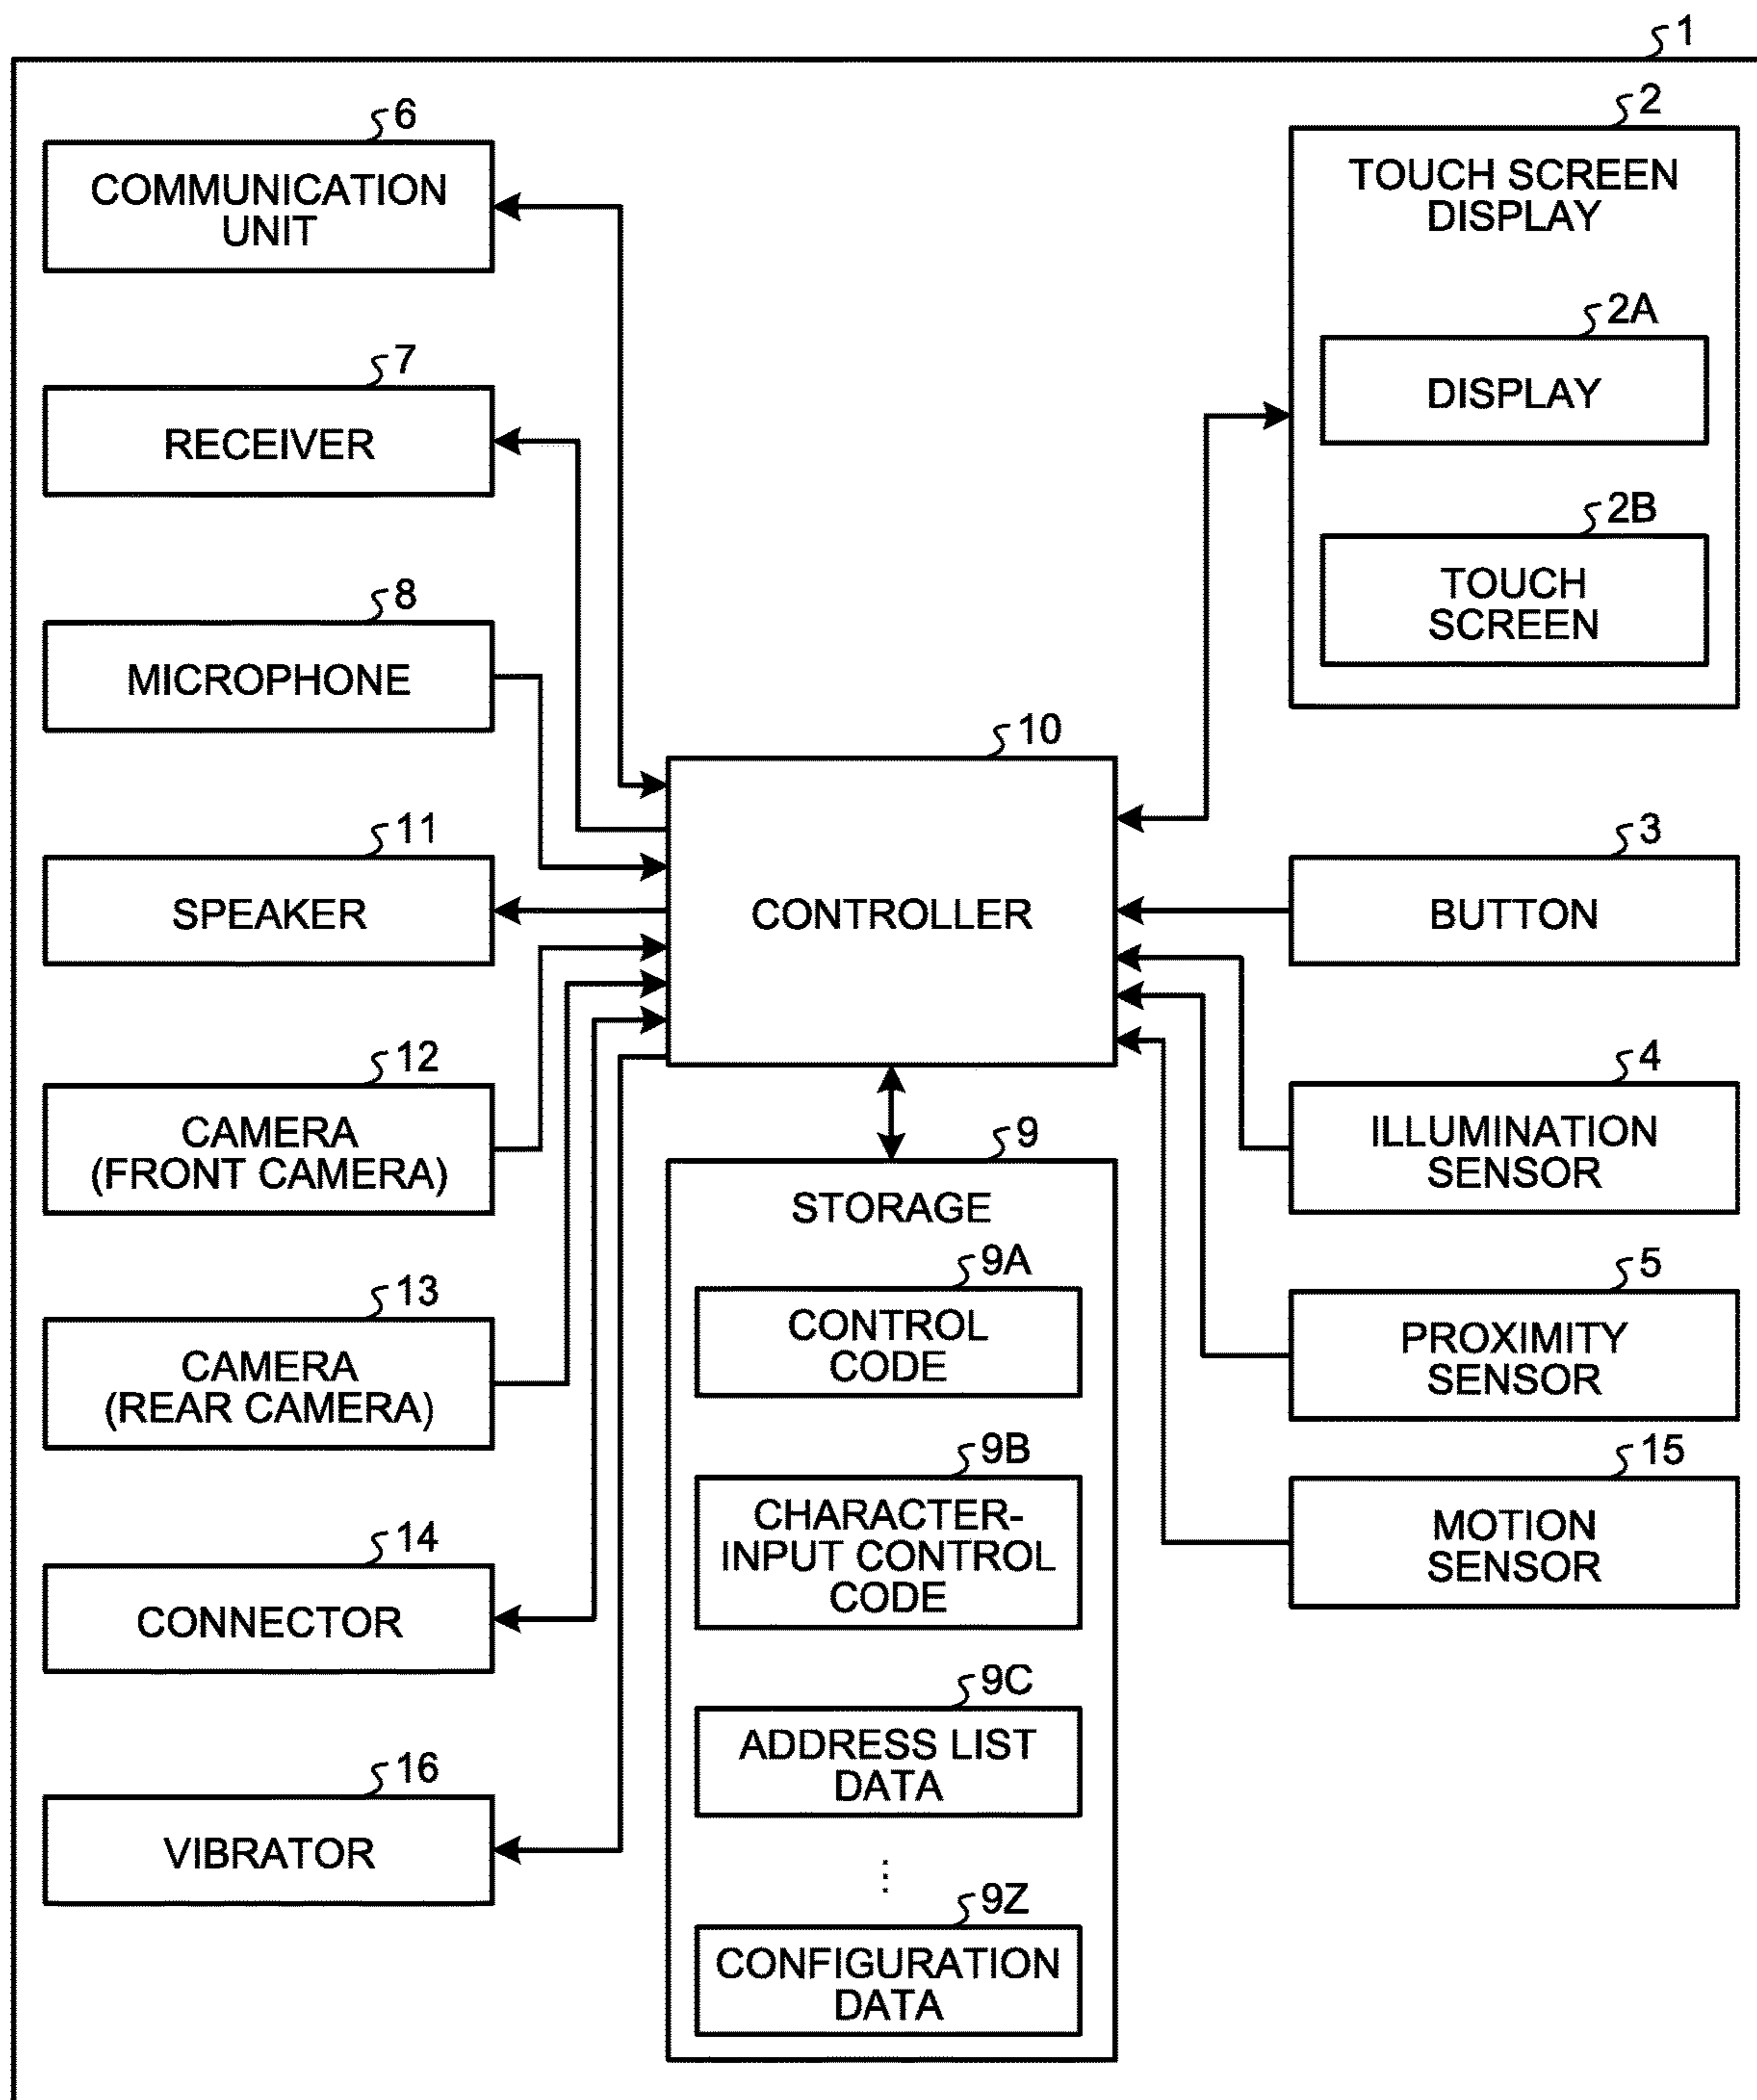 1
6
COMMUNICATION
UNIT
7
RECEIVER
8
MICROPHONE
11
SPEAKER
12
CAMERA
(FRONT CAMERA)
13
CAMERA
(REAR CAMERA)
14
CONNECTOR
16
VIBRATOR
10
CONTROLLER
9
STORAGE
9A
CONTROL
CODE
9B
CHARACTER-
INPUT CONTROL
CODE
9C
ADDRESS LIST
DATA
⋮
9Z
CONFIGURATION
DATA
2
TOUCH SCREEN
DISPLAY
2A
DISPLAY
2B
TOUCH
SCREEN
3
BUTTON
4
ILLUMINATION
SENSOR
5
PROXIMITY
SENSOR
15
MOTION
SENSOR